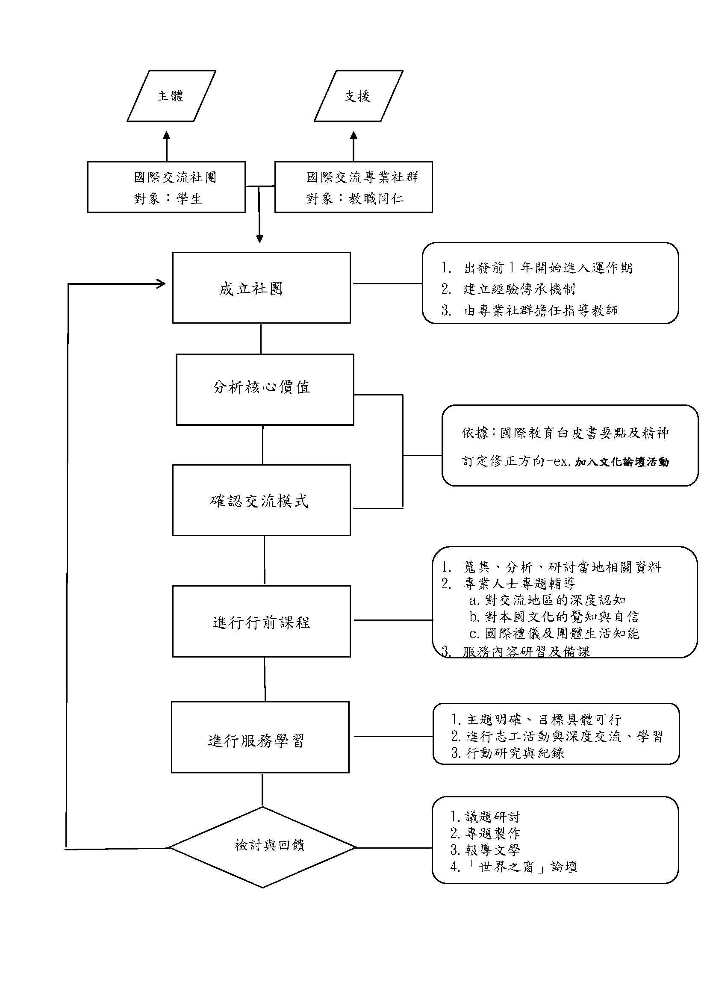 主體
支援
國際交流社團
對象：學生
國際交流專業社群
對象：教職同仁
成立社團
1. 出發前1年開始進入運作期
2. 建立經驗傳承機制
3. 由專業社群擔任指導教師
分析核心價值
依據：國際教育白皮書要點及精神
訂定修正方向-ex.加入文化論壇活動
確認交流模式
進行行前課程
1. 蒐集、分析、研討當地相關資料
2. 專業人士專題輔導
a.對交流地區的深度認知
b.對本國文化的覺知與自信
c.國際禮儀及團體生活知能
3. 服務內容研習及備課
進行服務學習
1.主題明確、目標具體可行
2.進行志工活動與深度交流、學習
3.行動研究與紀錄
檢討與回饋
1.議題研討
2.專題製作
3.報導文學
4.「世界之窗」論壇